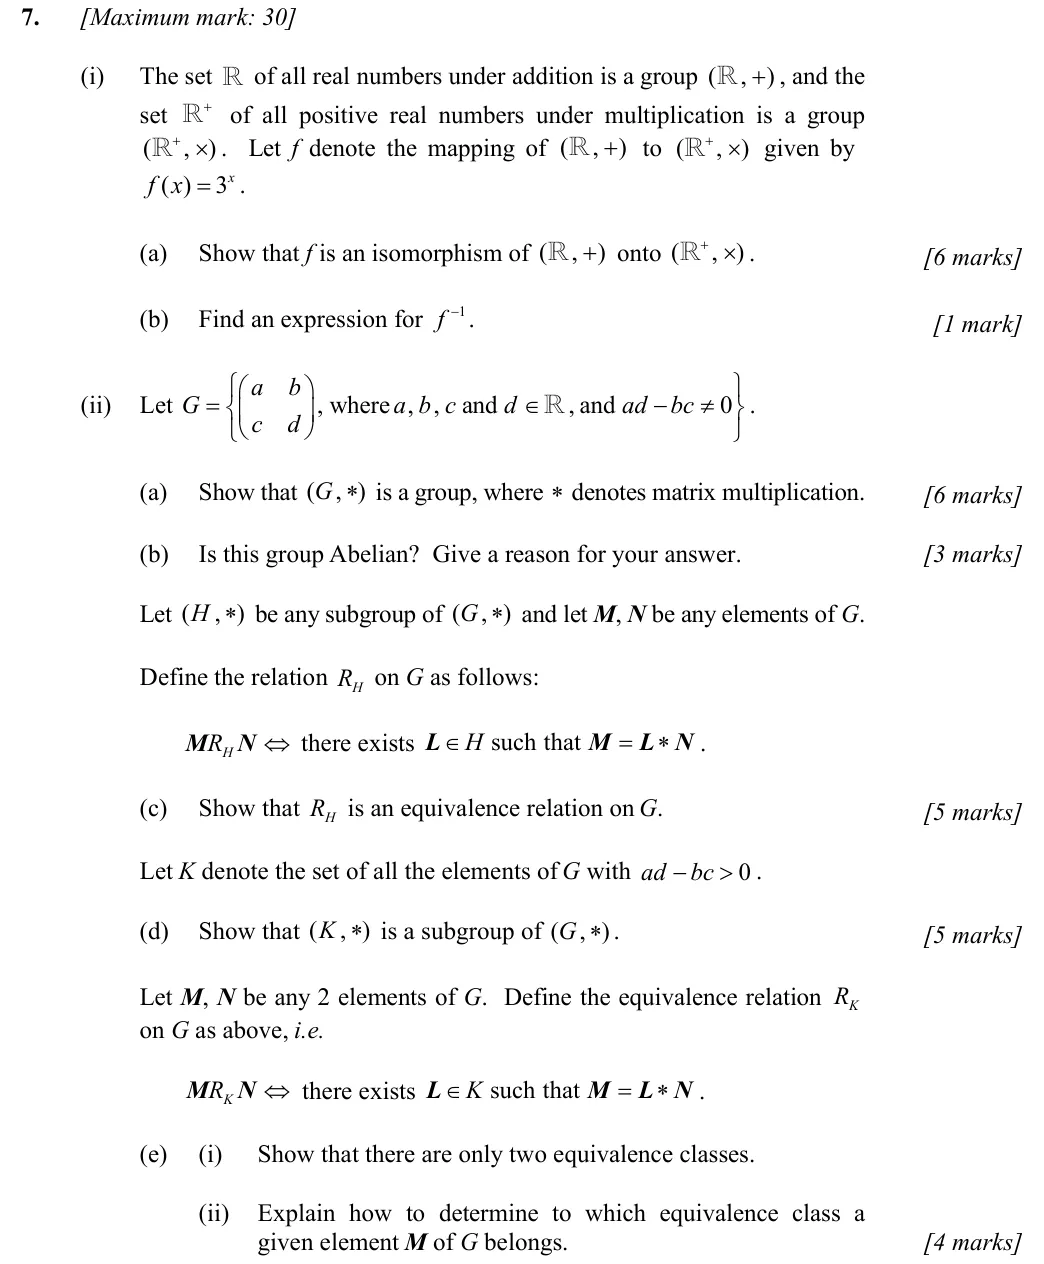 7. [Maximum mark: 30]
(i) The set ℝ of all real numbers under addition is a group (ℝ, +), and the
set ℝ⁺ of all positive real numbers under multiplication is a group
(ℝ⁺, ×). Let f denote the mapping of (ℝ, +) to (ℝ⁺, ×) given by
f(x) = 3ˣ.
(a) Show that f is an isomorphism of (ℝ, +) onto (ℝ⁺, ×). [6 marks]
(b) Find an expression for f⁻¹. [1 mark]
(ii) Let G = {(a b
c d), where a, b, c and d ∈ ℝ, and ad − bc ≠ 0}.
(a) Show that (G, ∗) is a group, where ∗ denotes matrix multiplication. [6 marks]
(b) Is this group Abelian? Give a reason for your answer. [3 marks]
Let (H, ∗) be any subgroup of (G, ∗) and let M, N be any elements of G.
Define the relation R_H on G as follows:
MR_H N ⇔ there exists L ∈ H such that M = L ∗ N.
(c) Show that R_H is an equivalence relation on G. [5 marks]
Let K denote the set of all the elements of G with ad − bc > 0.
(d) Show that (K, ∗) is a subgroup of (G, ∗). [5 marks]
Let M, N be any 2 elements of G. Define the equivalence relation R_K
on G as above, i.e.
MR_K N ⇔ there exists L ∈ K such that M = L ∗ N.
(e) (i) Show that there are only two equivalence classes.
(ii) Explain how to determine to which equivalence class a
given element M of G belongs. [4 marks]